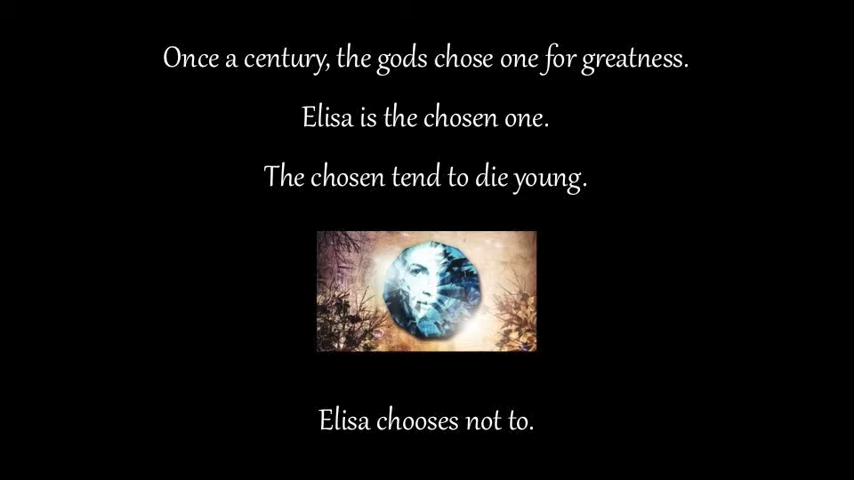 Once a century, the gods chose one for greatness.
Elisa is the chosen one.
The chosen tend to die young.
Elisa chooses not to.